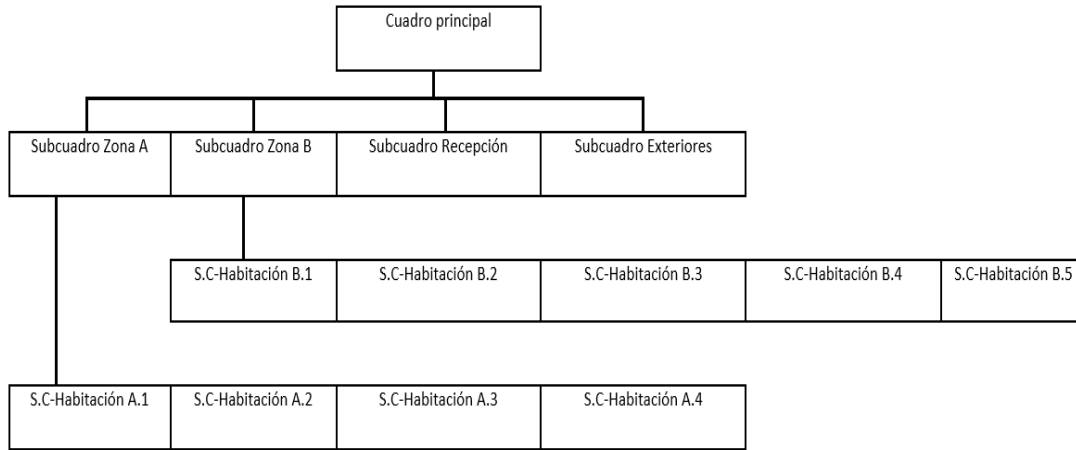 Cuadro principal
Subcuadro Zona A
Subcuadro Zona B
Subcuadro Recepción
Subcuadro Exteriores
S.C-Habitación B.1
S.C-Habitación B.2
S.C-Habitación B.3
S.C-Habitación B.4
S.C-Habitación B.5
S.C-Habitación A.1
S.C-Habitación A.2
S.C-Habitación A.3
S.C-Habitación A.4